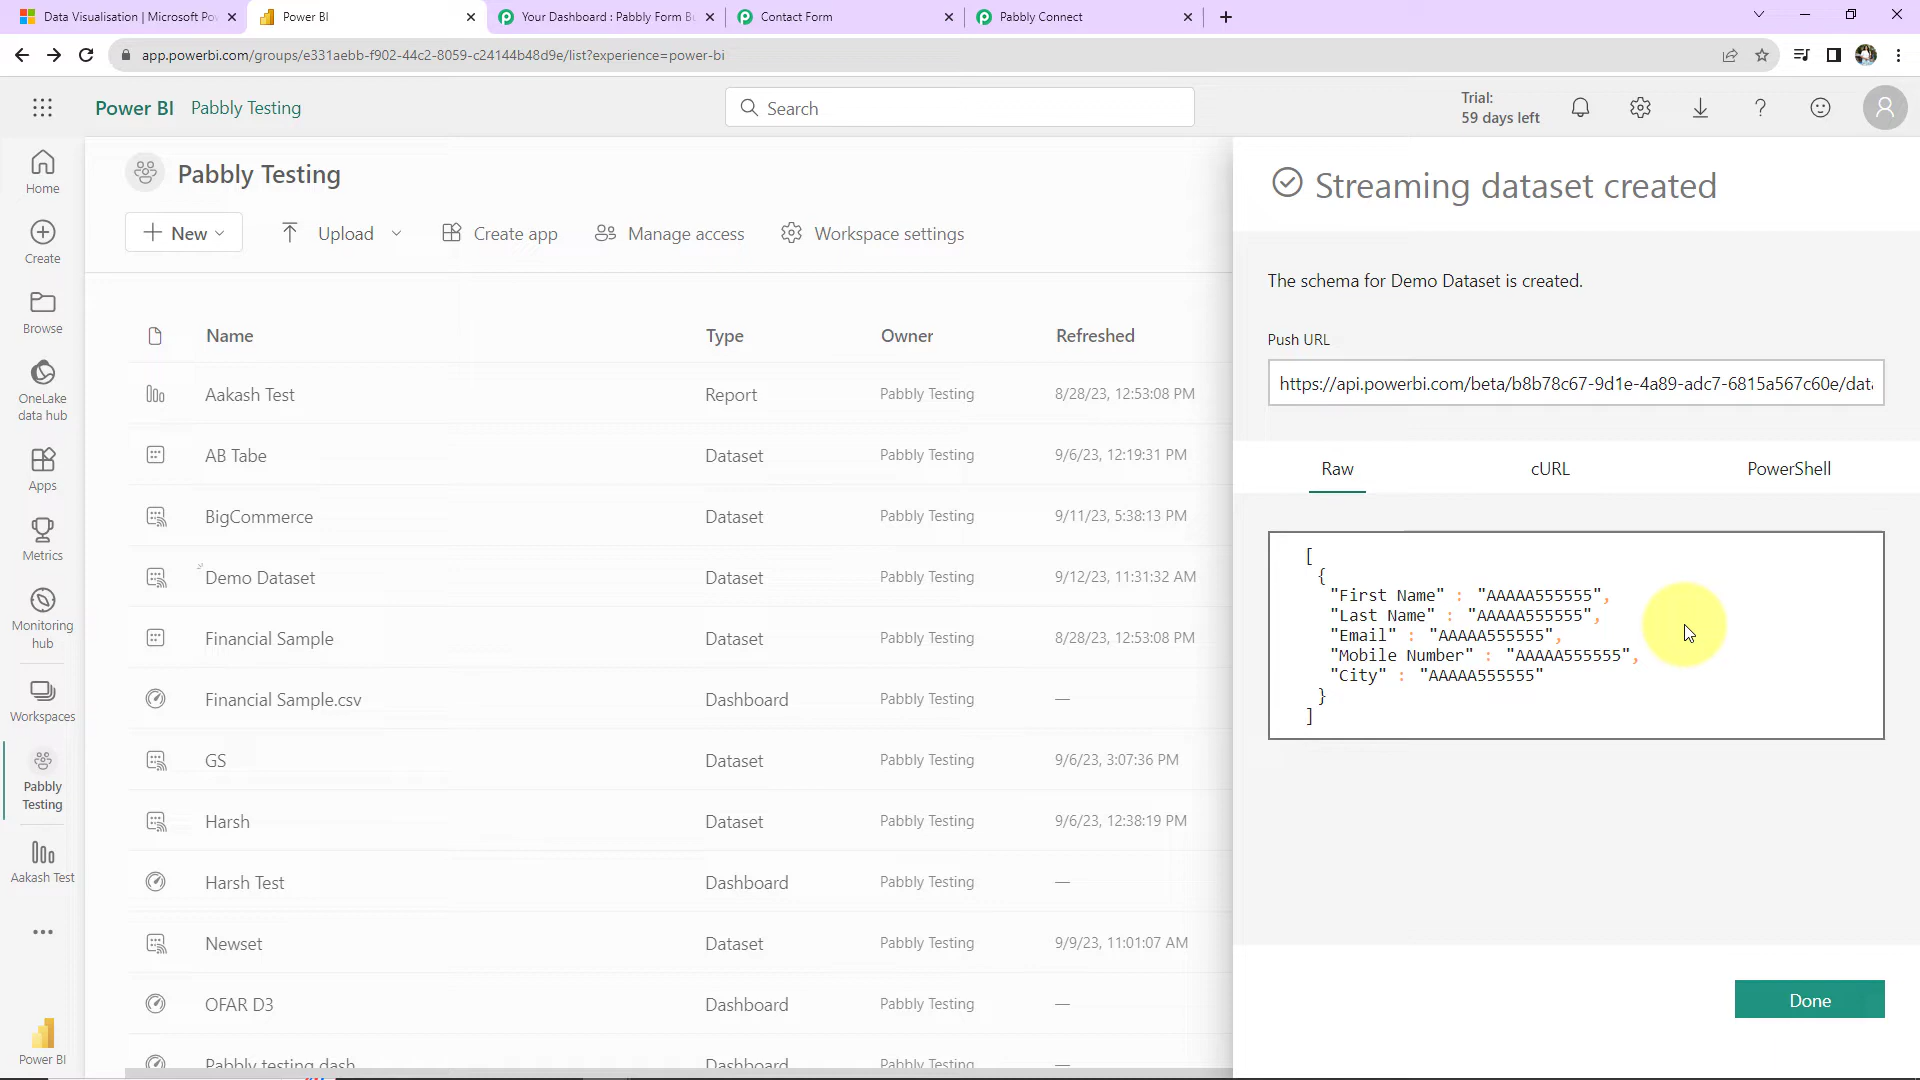 Data Visualisation | Microsoft Po
Power BI
Your Dashboard : Pabbly Form Bu
Contact Form
Pabbly Connect
app.powerbi.com/groups/e331aebb-f902-44c2-8059-c24144b48d9e/list?experience=power-bi
Power BI Pabbly Testing
Search
Trial:
59 days left
Home
Create
Browse
OneLake
data hub
Apps
Metrics
Monitoring
hub
Workspaces
Pabbly
Testing
Aakash Test
Power BI
Pabbly Testing
New
Upload
Create app
Manage access
Workspace settings
Name Type Owner Refreshed
Aakash Test Report Pabbly Testing 8/28/23, 12:53:08 PM
AB Tabe Dataset Pabbly Testing 9/6/23, 12:19:31 PM
BigCommerce Dataset Pabbly Testing 9/11/23, 5:38:13 PM
Demo Dataset Dataset Pabbly Testing 9/12/23, 11:31:32 AM
Financial Sample Dataset Pabbly Testing 8/28/23, 12:53:08 PM
Financial Sample.csv Dashboard Pabbly Testing —
GS Dataset Pabbly Testing 9/6/23, 3:07:36 PM
Harsh Dataset Pabbly Testing 9/6/23, 12:38:19 PM
Harsh Test Dashboard Pabbly Testing —
Newset Dataset Pabbly Testing 9/9/23, 11:01:07 AM
OFAR D3 Dashboard Pabbly Testing —
Pabbly testing dash Dashboard Pabbly Testing —
Streaming dataset created
The schema for Demo Dataset is created.
Push URL
https://api.powerbi.com/beta/b8b78c67-9d1e-4a89-adc7-6815a567c60e/data
Raw cURL PowerShell
[
{
"First Name" : "AAAAA555555",
"Last Name" : "AAAAA555555",
"Email" : "AAAAA555555",
"Mobile Number" : "AAAAA555555",
"City" : "AAAAA555555"
}
]
Done